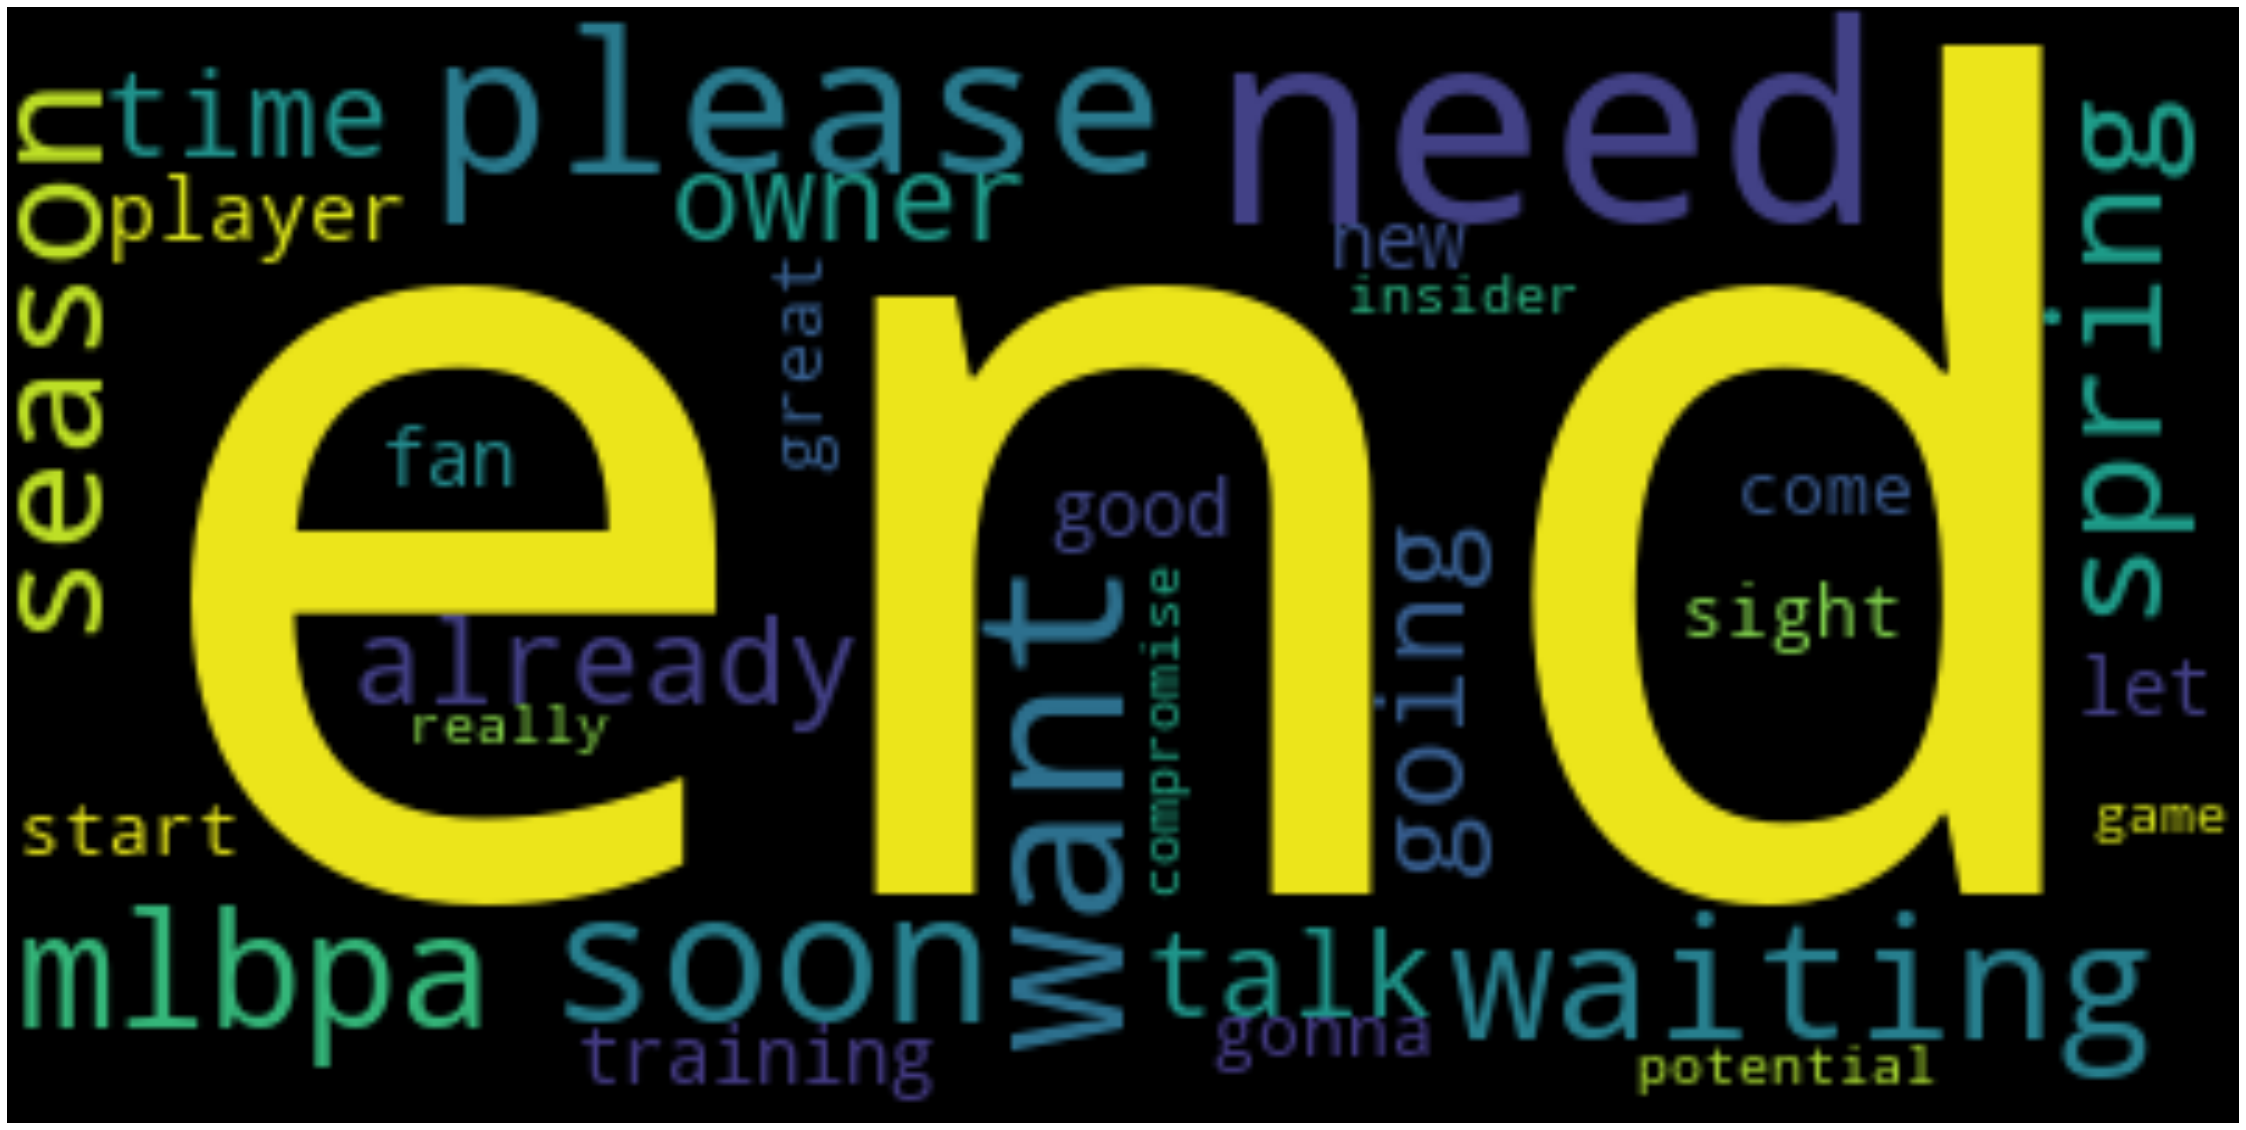 season
time
player
please
owner
need
new
insider
spring
end
great
fan
good
come
sight
already
really
want
compromise
going
let
start
game
mlbpa
soon
training
talk
gonna
waiting
potential